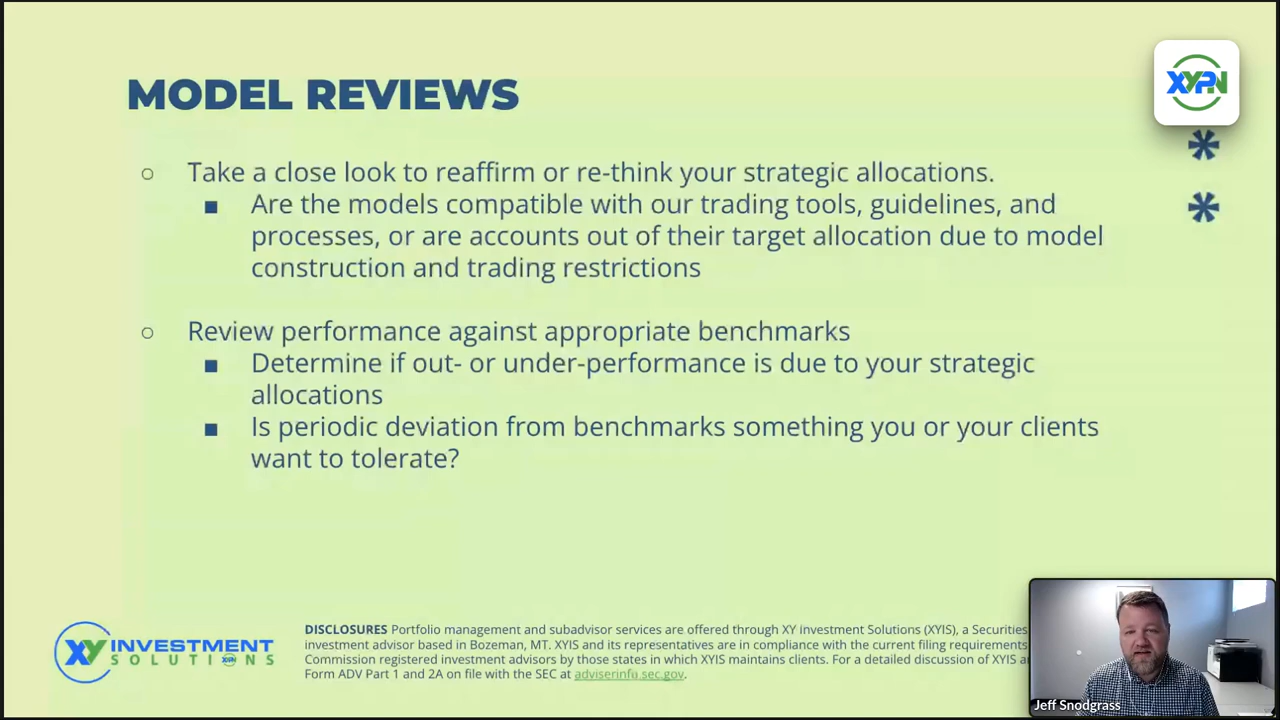 MODEL REVIEWS
XYPN
○ Take a close look to reaffirm or re-think your strategic allocations.
■ Are the models compatible with our trading tools, guidelines, and
processes, or are accounts out of their target allocation due to model
construction and trading restrictions
*
*
○ Review performance against appropriate benchmarks
■ Determine if out- or under-performance is due to your strategic
allocations
■ Is periodic deviation from benchmarks something you or your clients
want to tolerate?
XY INVESTMENT
SOLUTIONS
DISCLOSURES Portfolio management and subadvisor services are offered through XY Investment Solutions (XYIS), a Securities
investment advisor based in Bozeman, MT. XYIS and its representatives are in compliance with the current filing requirements
Commission registered investment advisors by those states in which XYIS maintains clients. For a detailed discussion of XYIS
Form ADV Part 1 and 2A on file with the SEC at adviserinfo.sec.gov.
Jeff Snodgrass